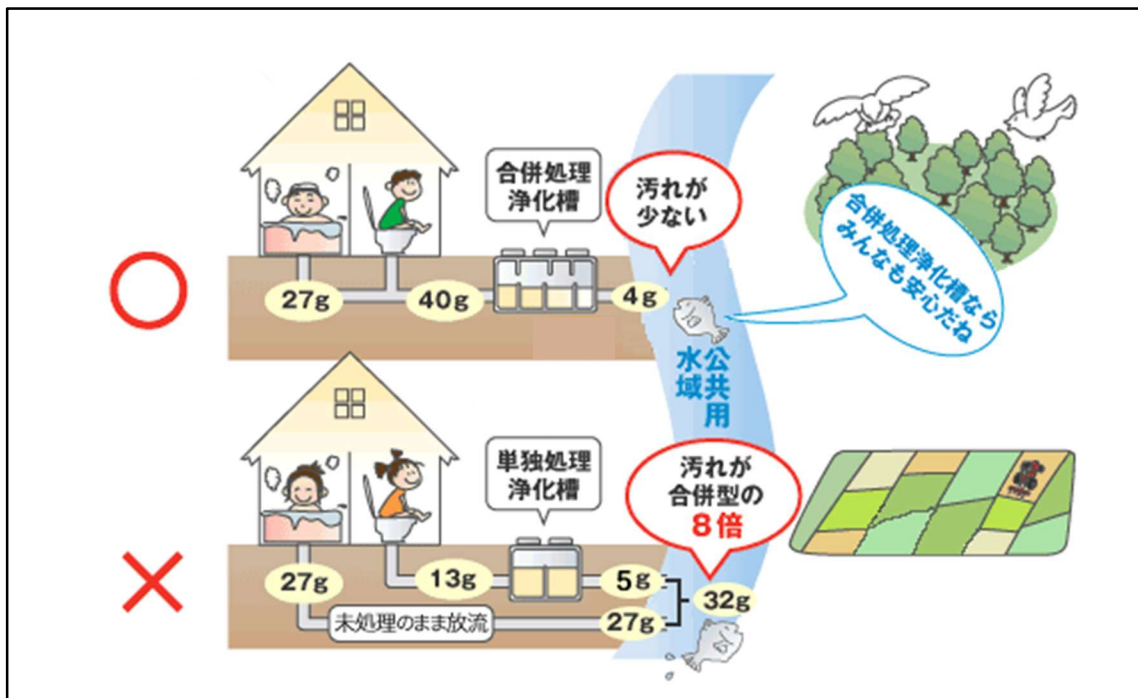 合併処理
浄化槽
汚れが
少ない
合併処理浄化槽なら
みんなも安心だね
27g
40g
4g
公共用
水域
単独処理
浄化槽
汚れが
合併型の
8倍
27g
13g
5g
32g
未処理のまま放流
27g